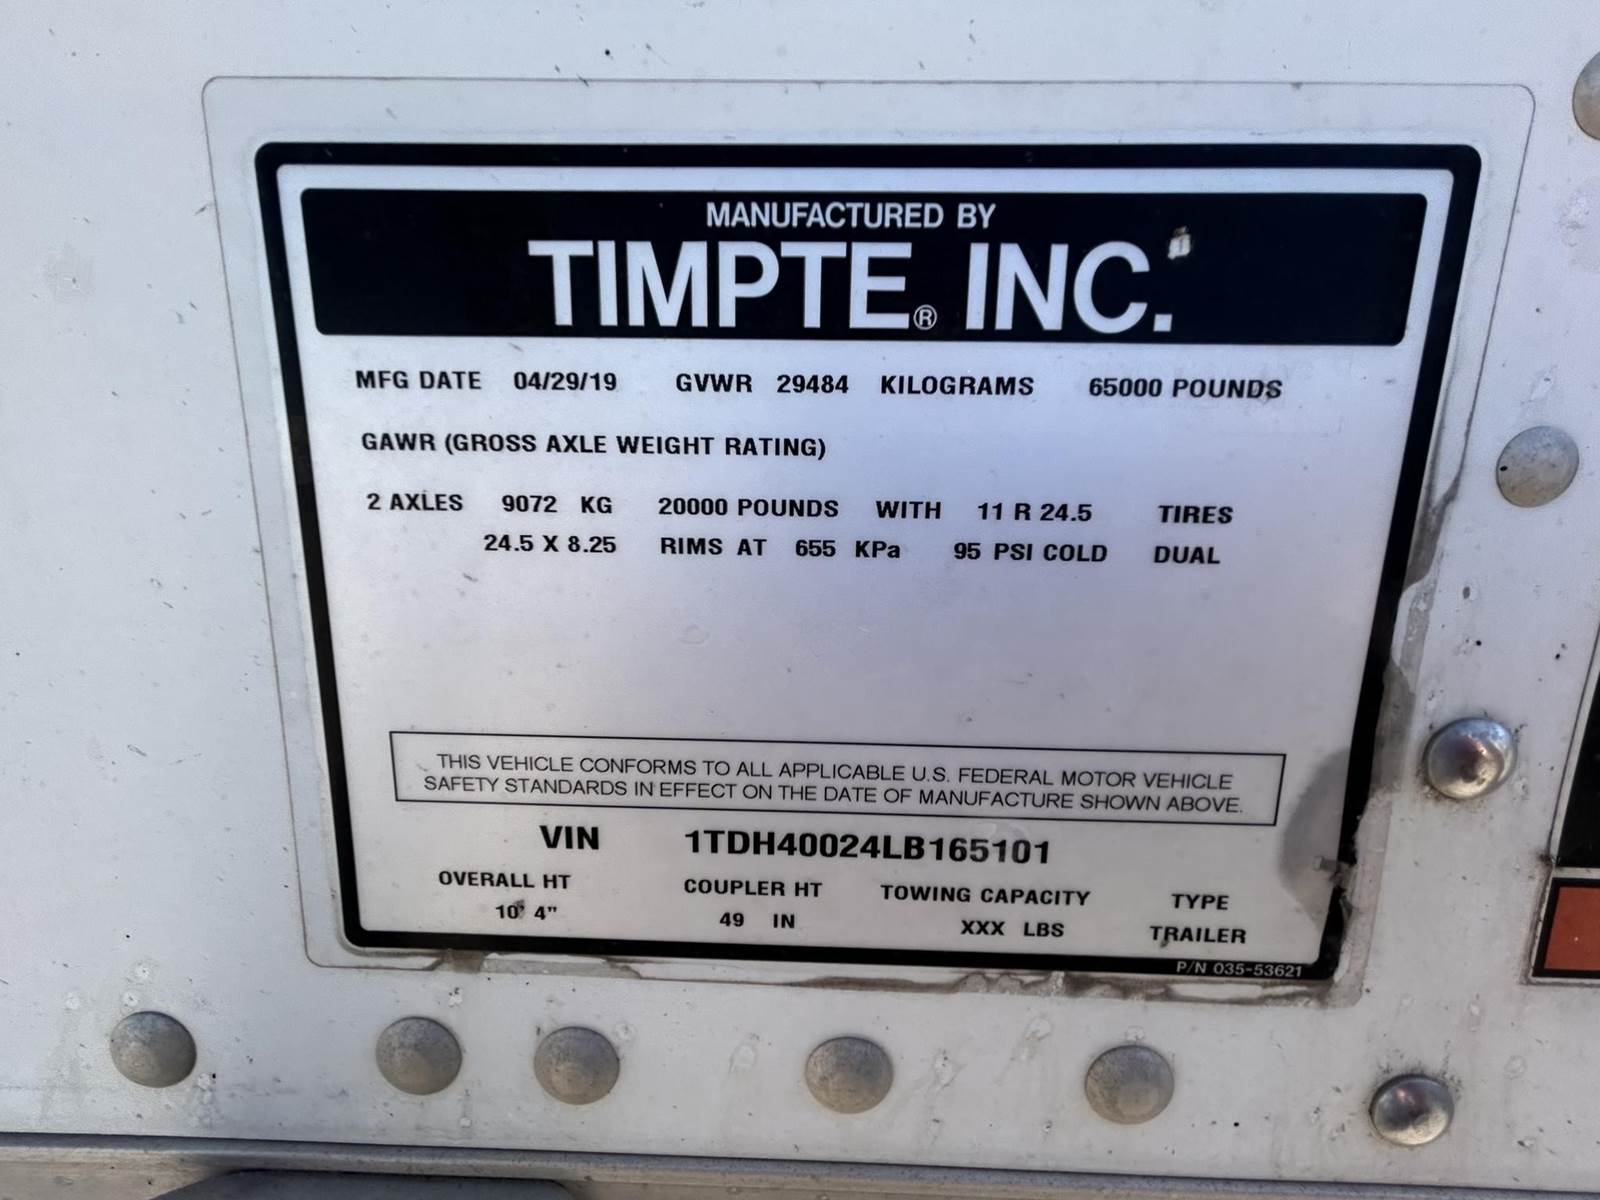 MANUFACTURED BY
TIMPTE® INC.
MFG DATE 04/29/19 GVWR 29484 KILOGRAMS 65000 POUNDS
GAWR (GROSS AXLE WEIGHT RATING)
2 AXLES 9072 KG 20000 POUNDS WITH 11 R 24.5 TIRES
24.5 X 8.25 RIMS AT 655 KPa 95 PSI COLD DUAL
THIS VEHICLE CONFORMS TO ALL APPLICABLE U.S. FEDERAL MOTOR VEHICLE
SAFETY STANDARDS IN EFFECT ON THE DATE OF MANUFACTURE SHOWN ABOVE.
VIN 1TDH40024LB165101
OVERALL HT COUPLER HT TOWING CAPACITY TYPE
10' 4" 49 IN XXX LBS TRAILER
P/N 035-53621